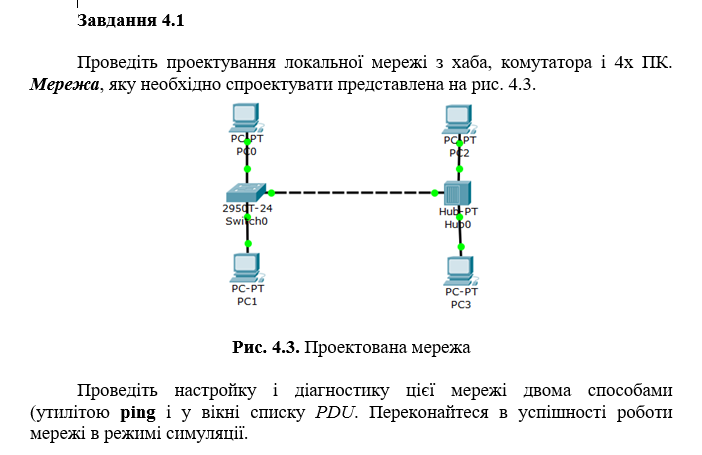 Завдання 4.1
Проведіть проектування локальної мережі з хаба, комутатора і 4х ПК.
Мережа, яку необхідно спроектувати представлена на рис. 4.3.
PC-PT
PC0
PC-PT
PC2
2950T-24
Switch0
Hub-PT
Hub0
PC-PT
PC1
PC-PT
PC3
Рис. 4.3. Проектована мережа
Проведіть настройку і діагностику цієї мережі двома способами
(утилітою ping і у вікні списку PDU. Переконайтеся в успішності роботи
мережі в режимі симуляції.